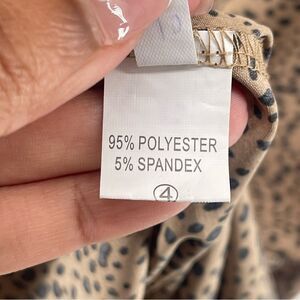 95% POLYESTER
5% SPANDEX
④